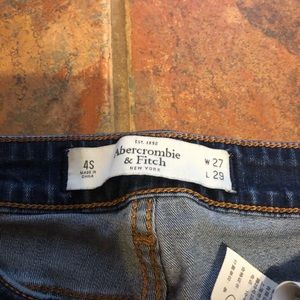 EST. 1892
4S
MADE IN
CHINA
Abercrombie
& Fitch
NEW YORK
W 27
L 29